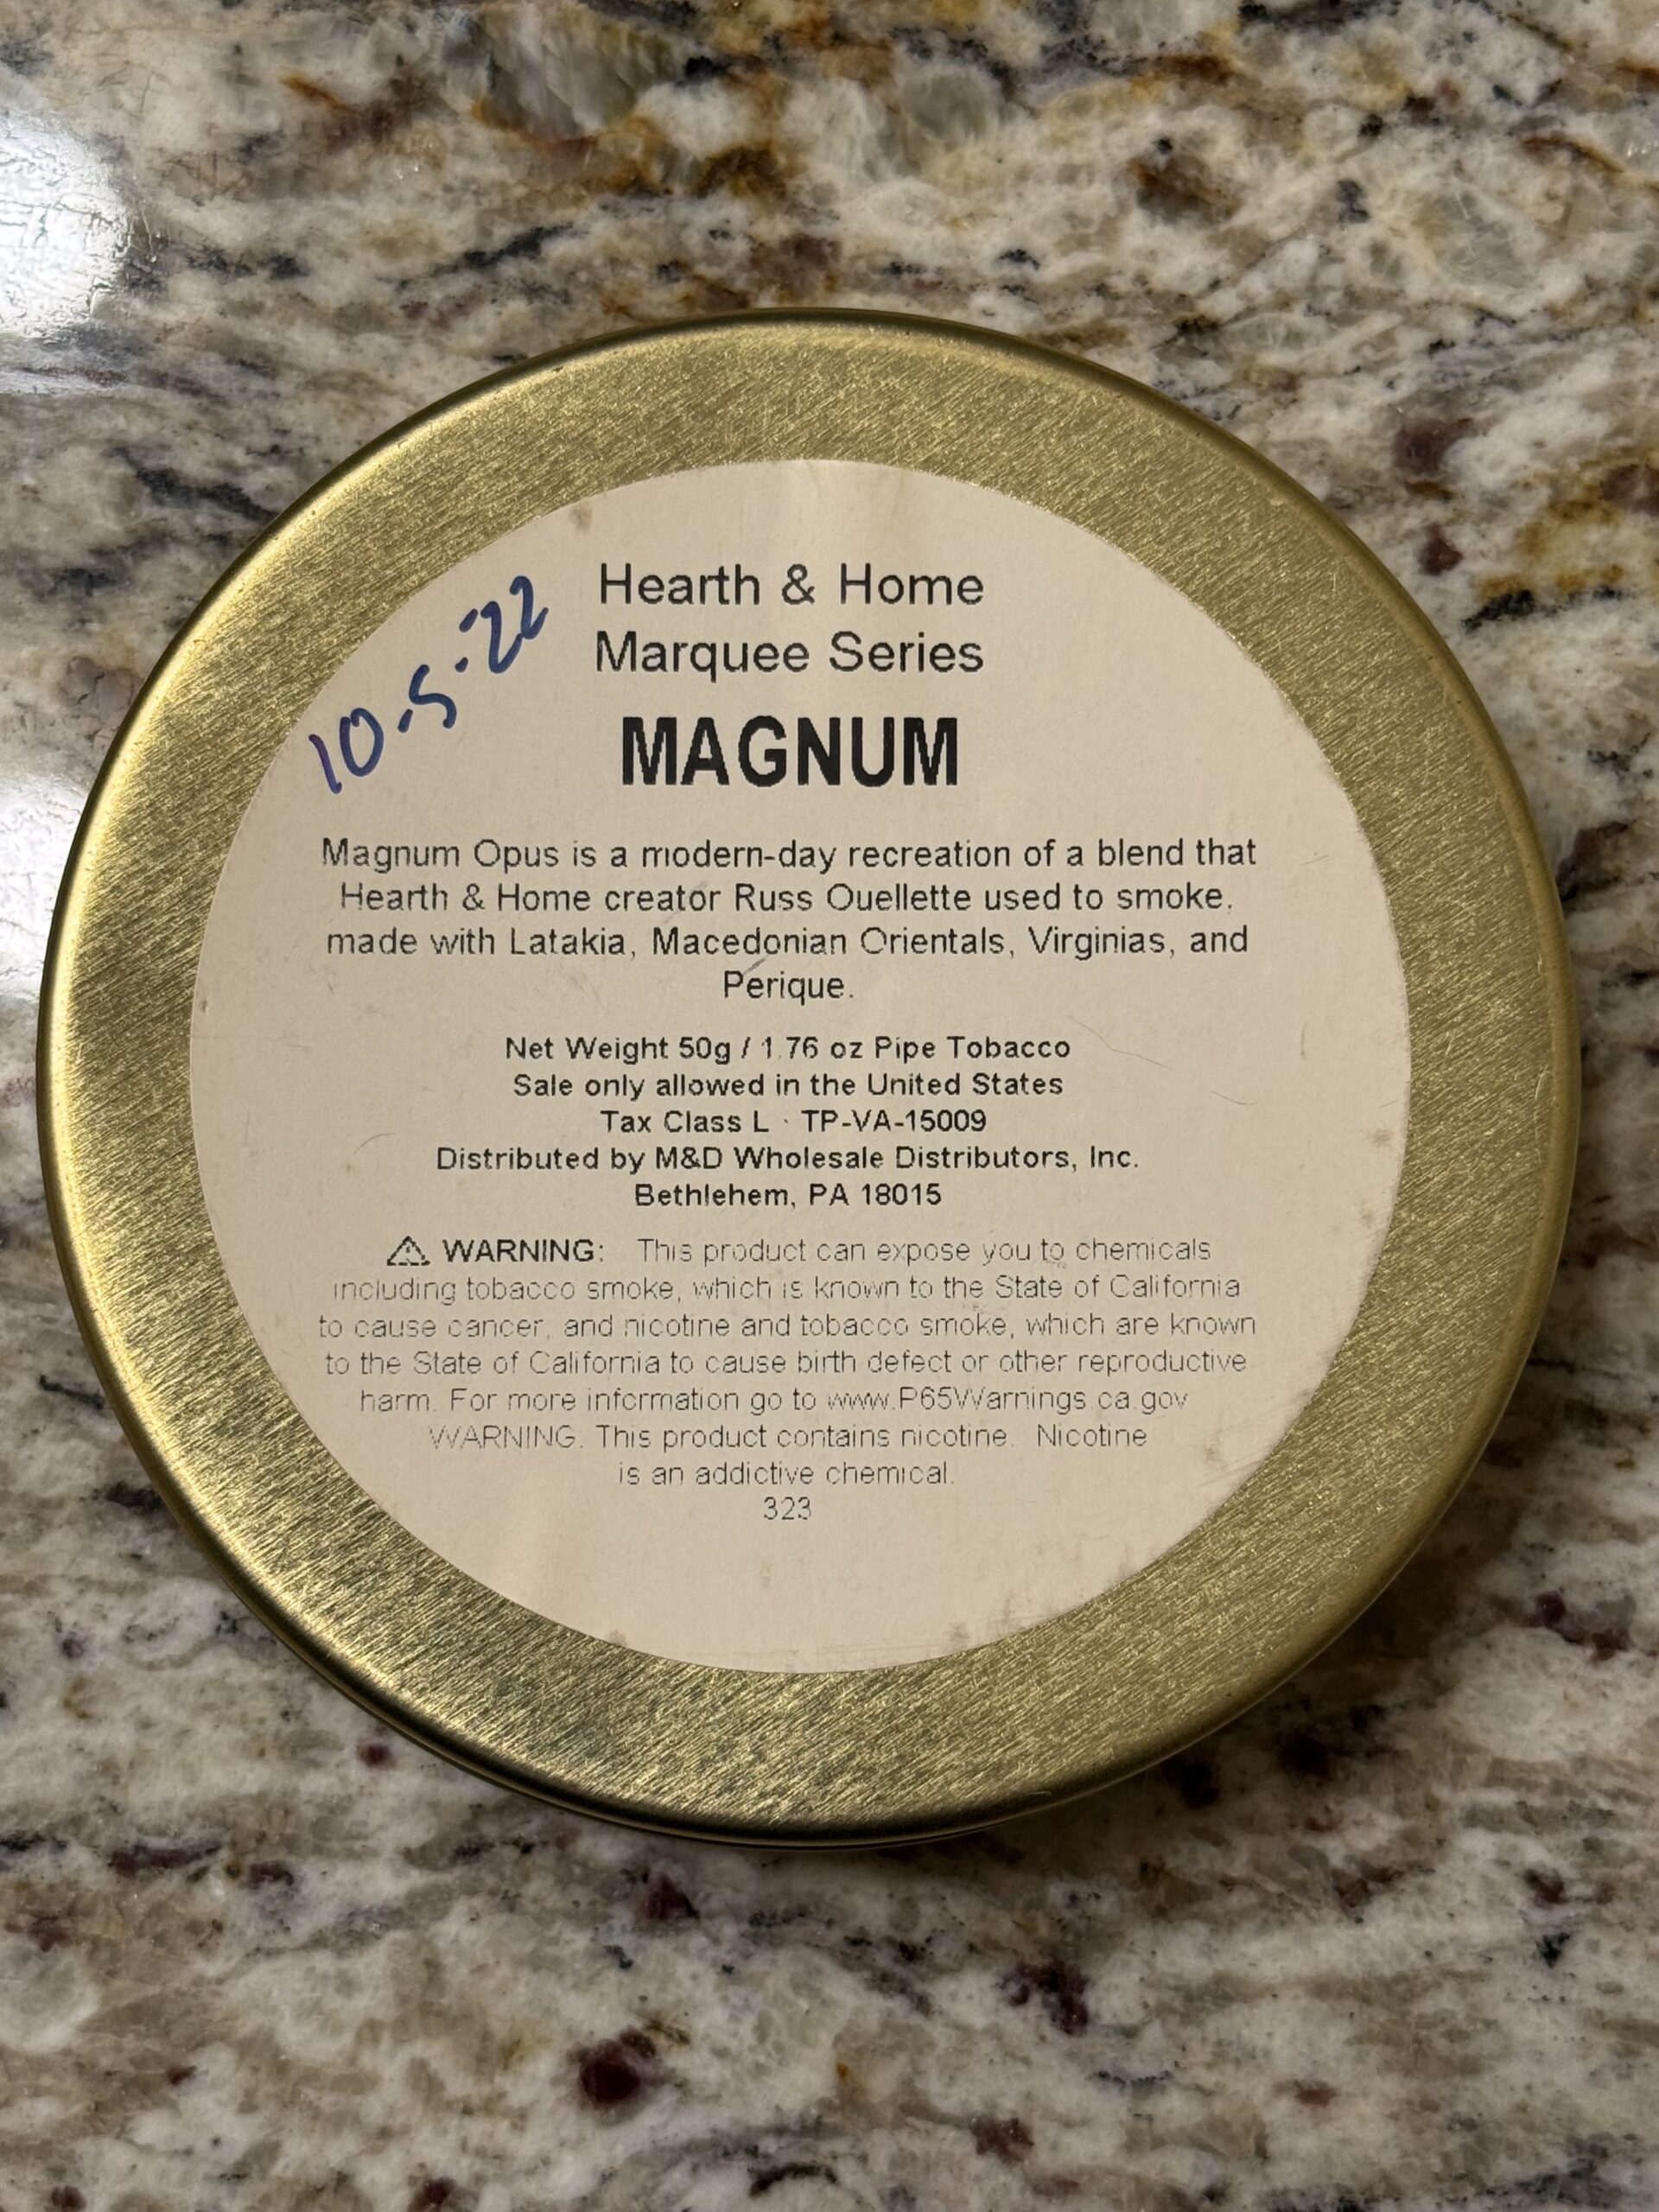 10-5-22
Hearth & Home
Marquee Series
MAGNUM
Magnum Opus is a modern-day recreation of a blend that
Hearth & Home creator Russ Ouellette used to smoke,
made with Latakia, Macedonian Orientals, Virginias, and
Perique.
Net Weight 50g / 1.76 oz Pipe Tobacco
Sale only allowed in the United States
Tax Class L · TP-VA-15009
Distributed by M&D Wholesale Distributors, Inc.
Bethlehem, PA 18015
⚠ WARNING: This product can expose you to chemicals
including tobacco smoke, which is known to the State of California
to cause cancer, and nicotine and tobacco smoke, which are known
to the State of California to cause birth defect or other reproductive
harm. For more information go to www.P65Warnings.ca.gov
WARNING. This product contains nicotine. Nicotine
is an addictive chemical.
323